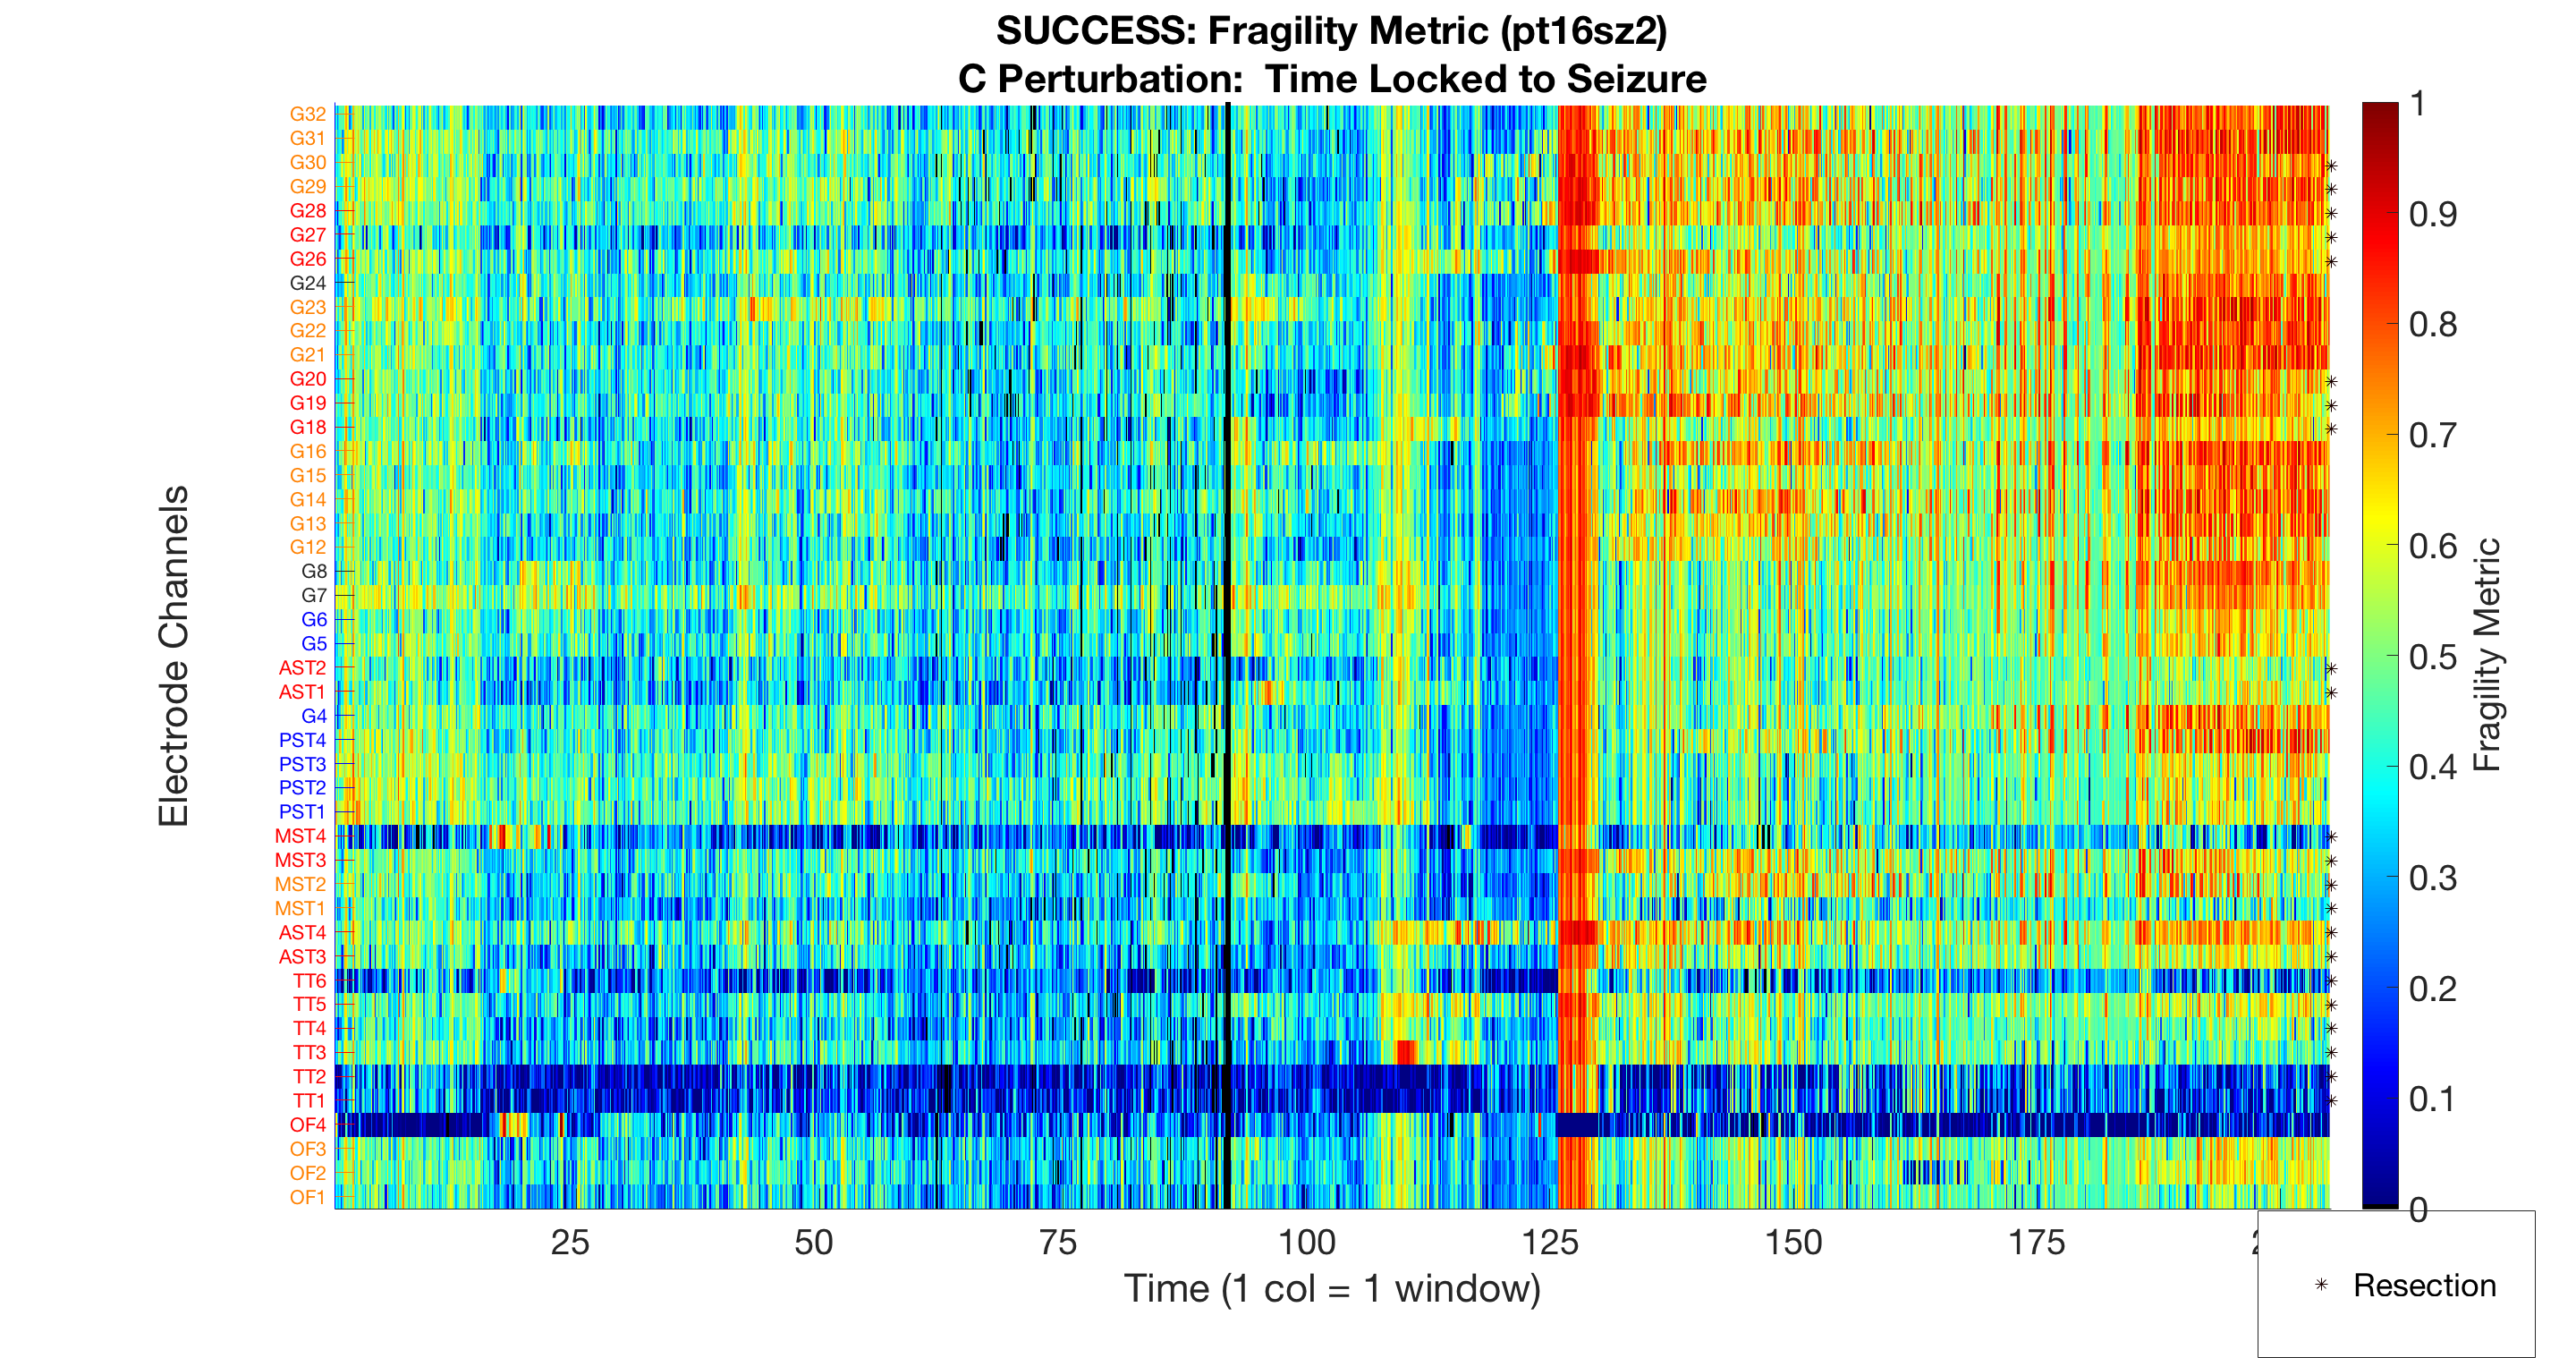 SUCCESS: Fragility Metric (pt16sz2)
C Perturbation: Time Locked to Seizure
Electrode Channels
G32
G31
G30
G29
G28
G27
G26
G24
G23
G22
G21
G20
G19
G18
G16
G15
G14
G13
G12
G8
G7
G6
G5
AST2
AST1
G4
PST4
PST3
PST2
PST1
MST4
MST3
MST2
MST1
AST4
AST3
TT6
TT5
TT4
TT3
TT2
TT1
OF4
OF3
OF2
OF1
25 50 75 100 125 150 175
Time (1 col = 1 window)
1
0.9
0.8
0.7
0.6
0.5
0.4
0.3
0.2
0.1
0
Fragility Metric
* Resection